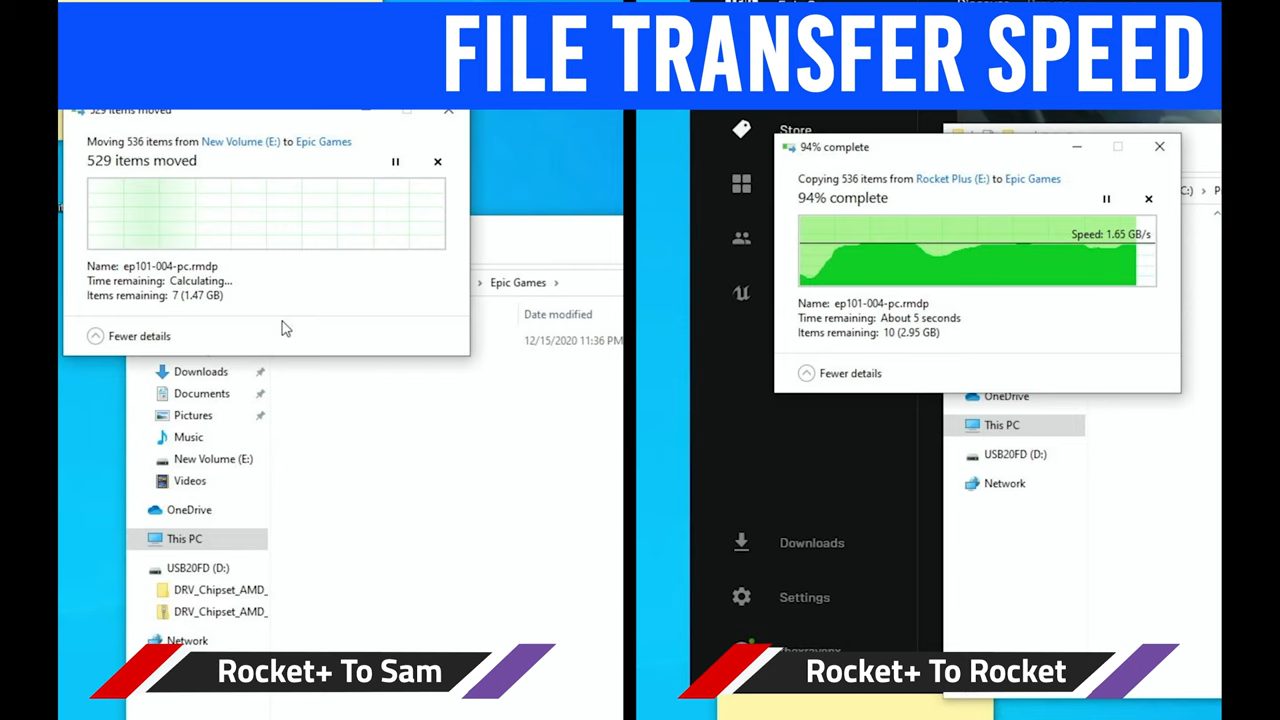 FILE TRANSFER SPEED
529 items moved
Moving 536 items from New Volume (E:) to Epic Games
529 items moved
Name: ep101-004-pc.rmdp
Time remaining: Calculating...
Items remaining: 7 (1.47 GB)
Fewer details
Epic Games
Date modified
12/15/2020 11:36 PM
Downloads
Documents
Pictures
Music
New Volume (E:)
Videos
OneDrive
This PC
USB20FD (D:)
DRV_Chipset_AMD_
DRV_Chipset_AMD_
Network
Rocket+ To Sam
Store
94% complete
Copying 536 items from Rocket Plus (E:) to Epic Games
94% complete
Speed: 1.65 GB/s
Name: ep101-004-pc.rmdp
Time remaining: About 5 seconds
Items remaining: 10 (2.95 GB)
Fewer details
C:) > P
OneDrive
This PC
USB20FD (D:)
Network
Downloads
Settings
Rocket+ To Rocket